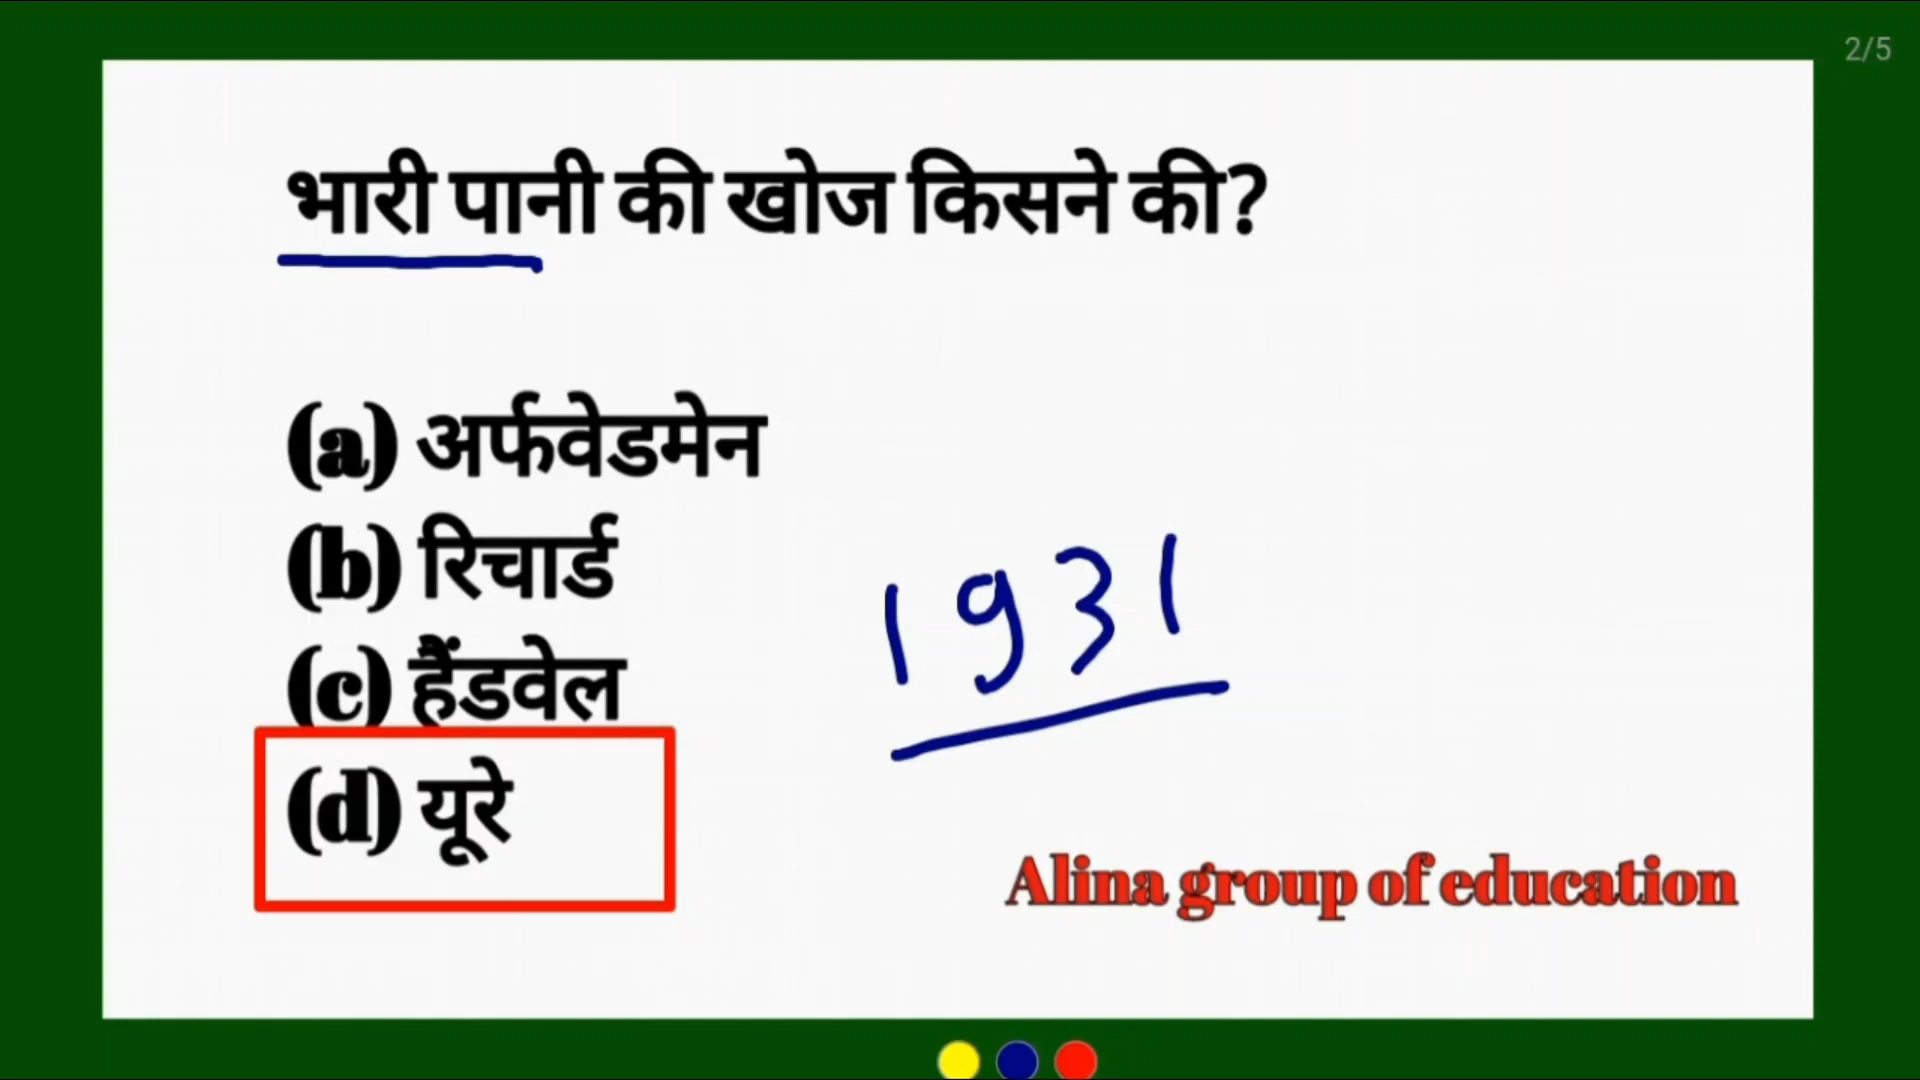 2/5
भारी पानी की खोज किसने की?
(a) अर्फवेडमेन
(b) रिचार्ड
(c) हैंडवेल
1931
(d) यूरे
Alina group of education